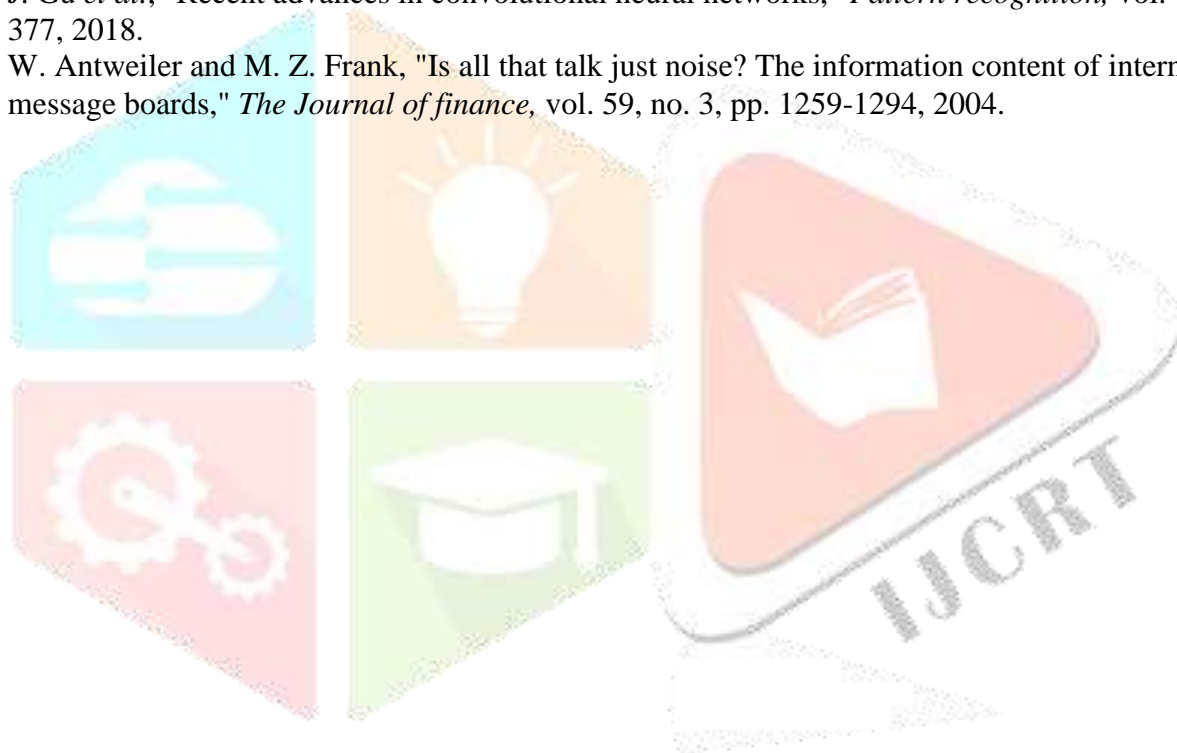 J. Gu et al., "Recent advances in convolutional neural networks," Pattern recognition, vol.
377, 2018.
W. Antweiler and M. Z. Frank, "Is all that talk just noise? The information content of
message boards," The Journal of finance, vol. 59, no. 3, pp. 1259-1294, 2004.
IJCRT